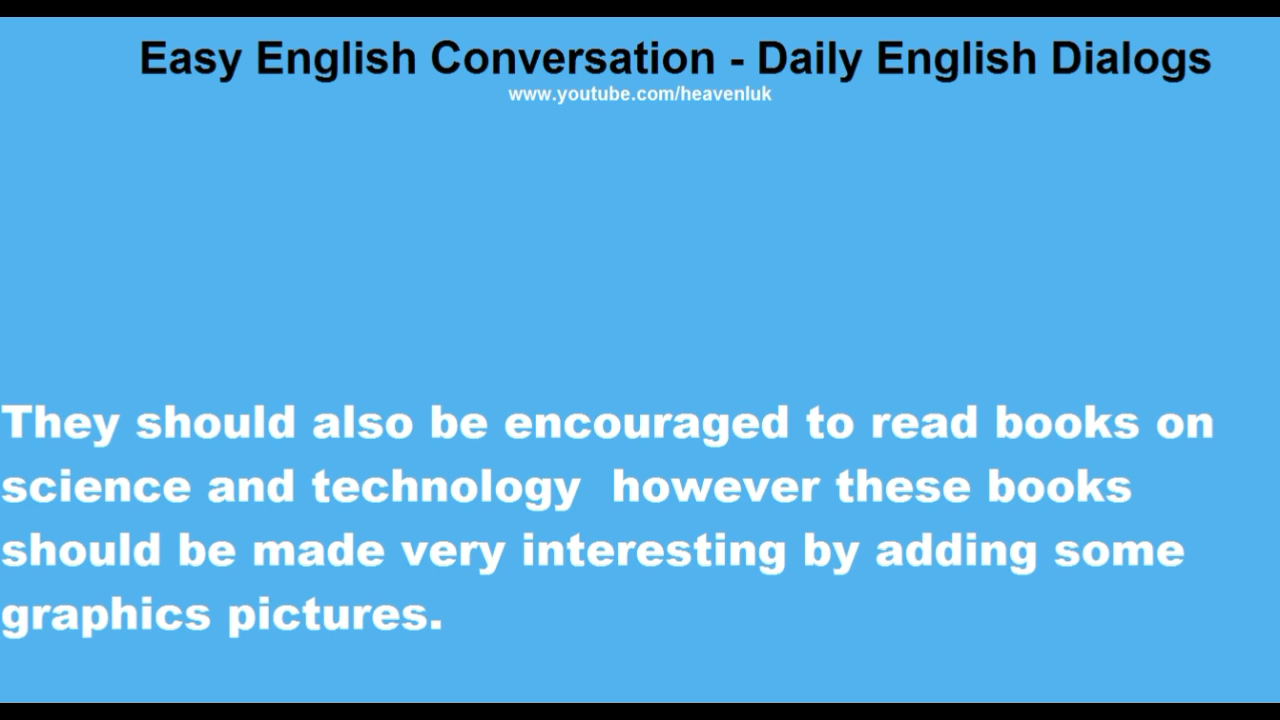 Easy English Conversation - Daily English Dialogs
www.youtube.com/heavenluk
They should also be encouraged to read books on
science and technology  however these books
should be made very interesting by adding some
graphics pictures.